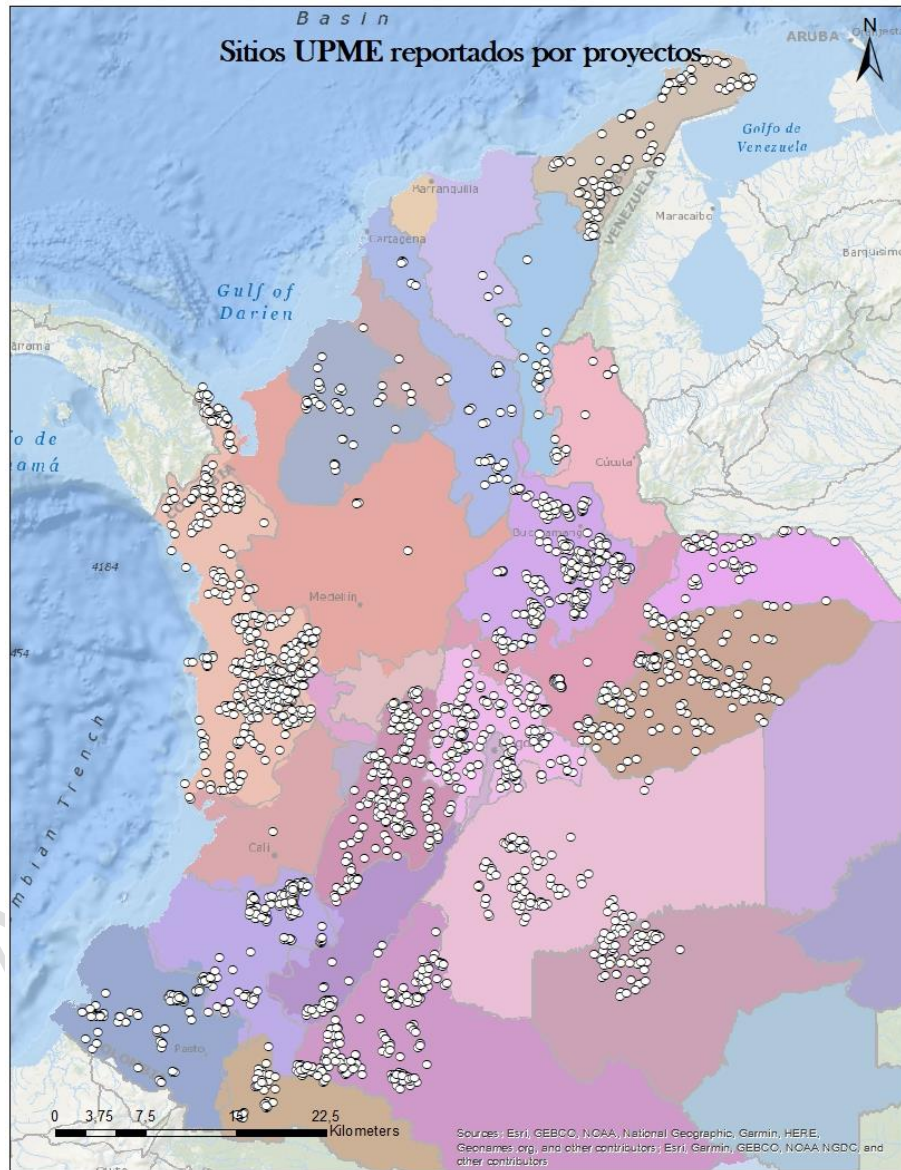 Basin
Sitios UPME reportados por proyectos
N
ARUBA
Golfo de
Venezuela
Barranquilla
Maracaibo
VENEZUELA
Cartagena
Barquisime
Gulf of
Darien
Cúcuta
COLOMBIA
4184
Medellín
454
Cali
Pasto
0 3,75 7,5 15 22,5
Kilometers
Sources: Esri, GEBCO, NOAA, National Geographic, Garmin, HERE,
Geonames.org, and other contributors; Esri, Garmin, GEBCO, NOAA NGDC, and
other contributors